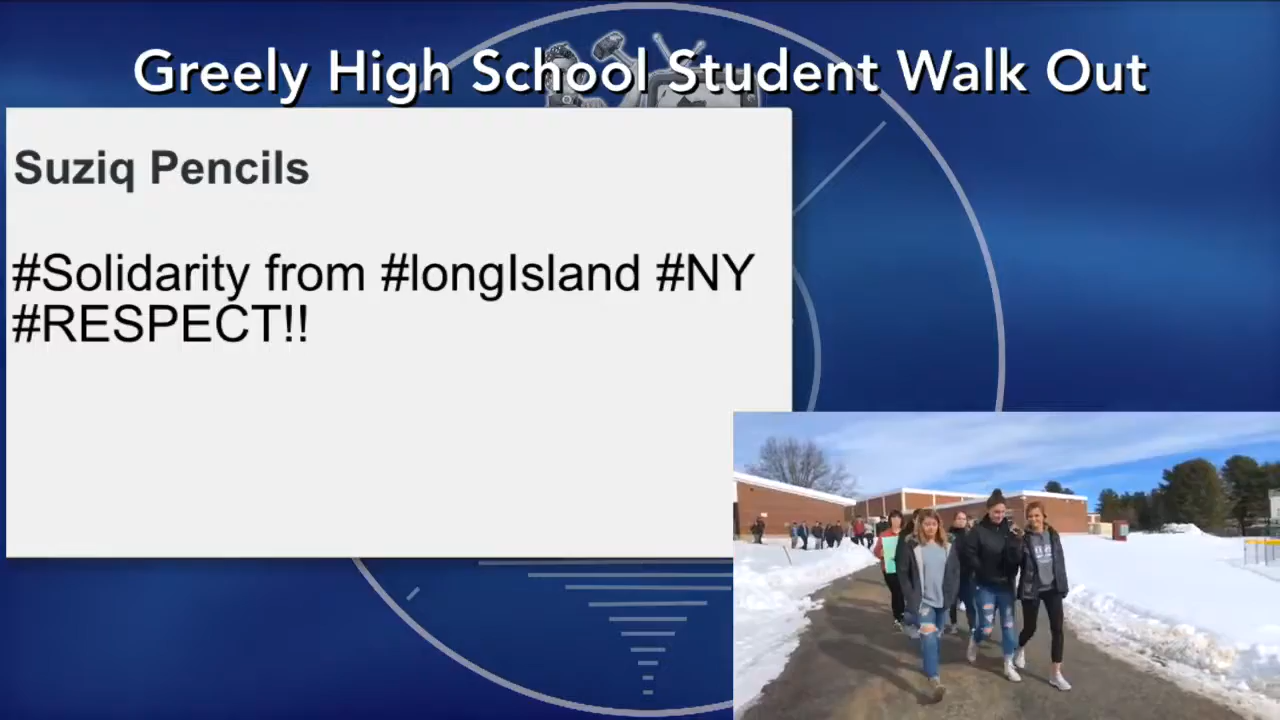 Greely High School Student Walk Out
Suziq Pencils
#Solidarity from #longIsland #NY
#RESPECT!!